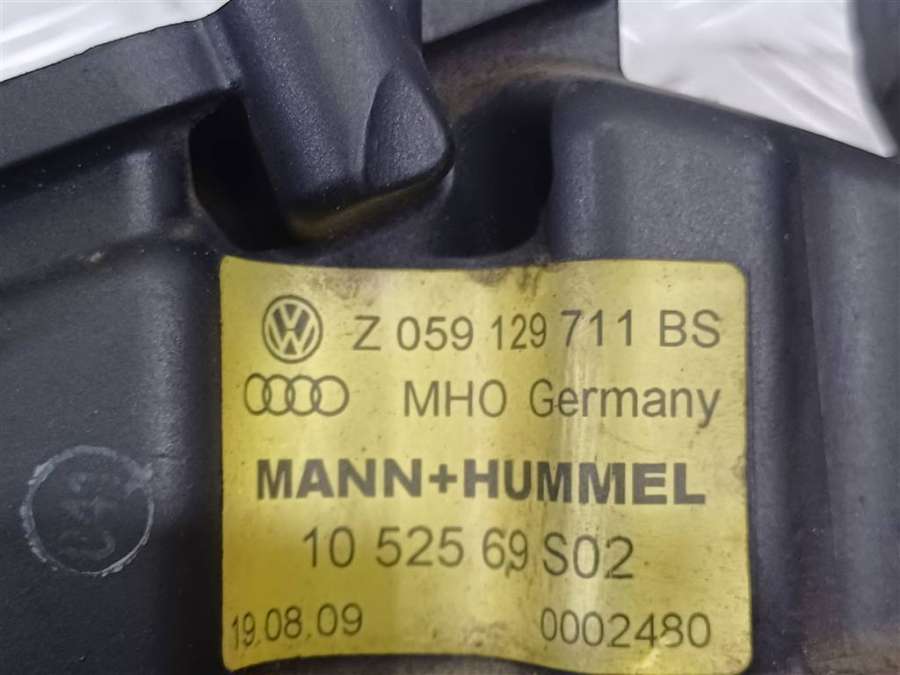 Z 059 129 711 BS
MHO Germany
MANN+HUMMEL
10 525 69 S02
19.08.09 0002480